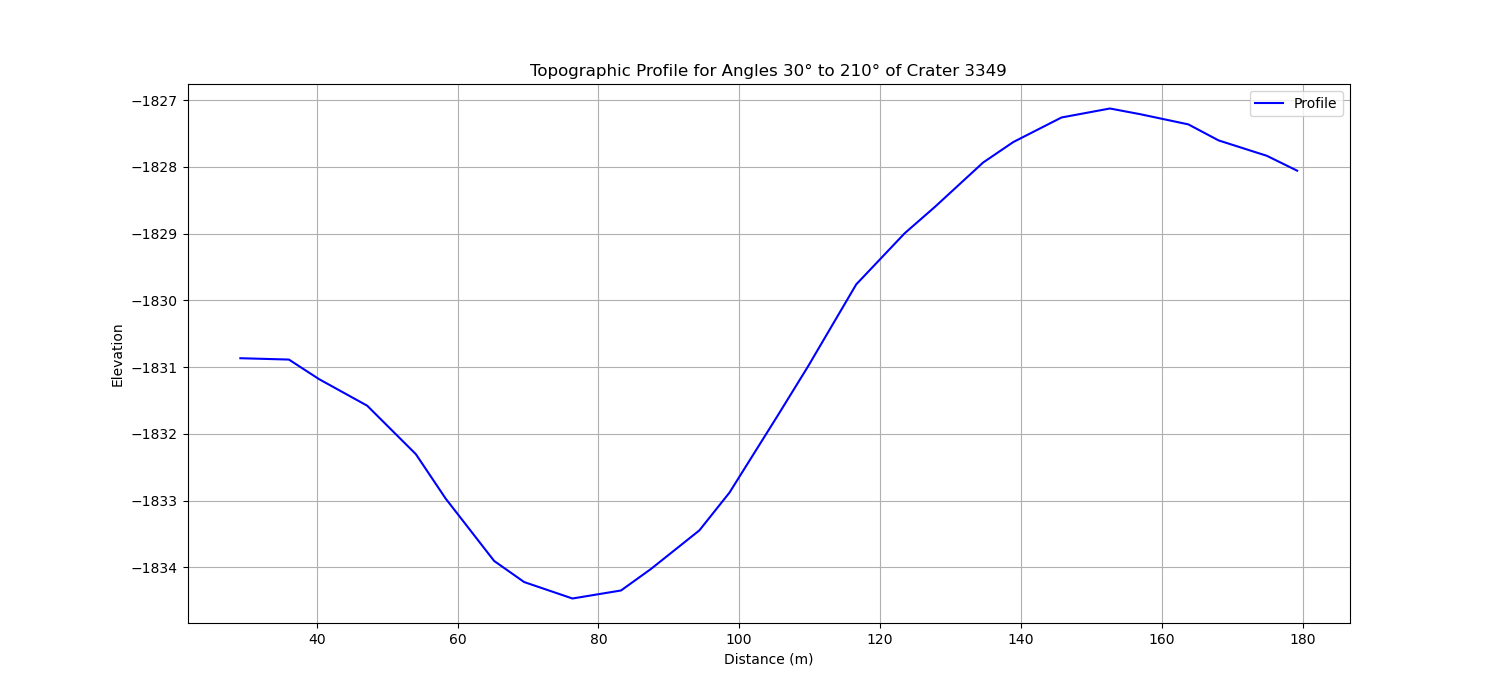 Topographic Profile for Angles 30° to 210° of Crater 3349
Profile
−1827
−1828
−1829
−1830
−1831
−1832
−1833
−1834
Elevation
40 60 80 100 120 140 160 180
Distance (m)